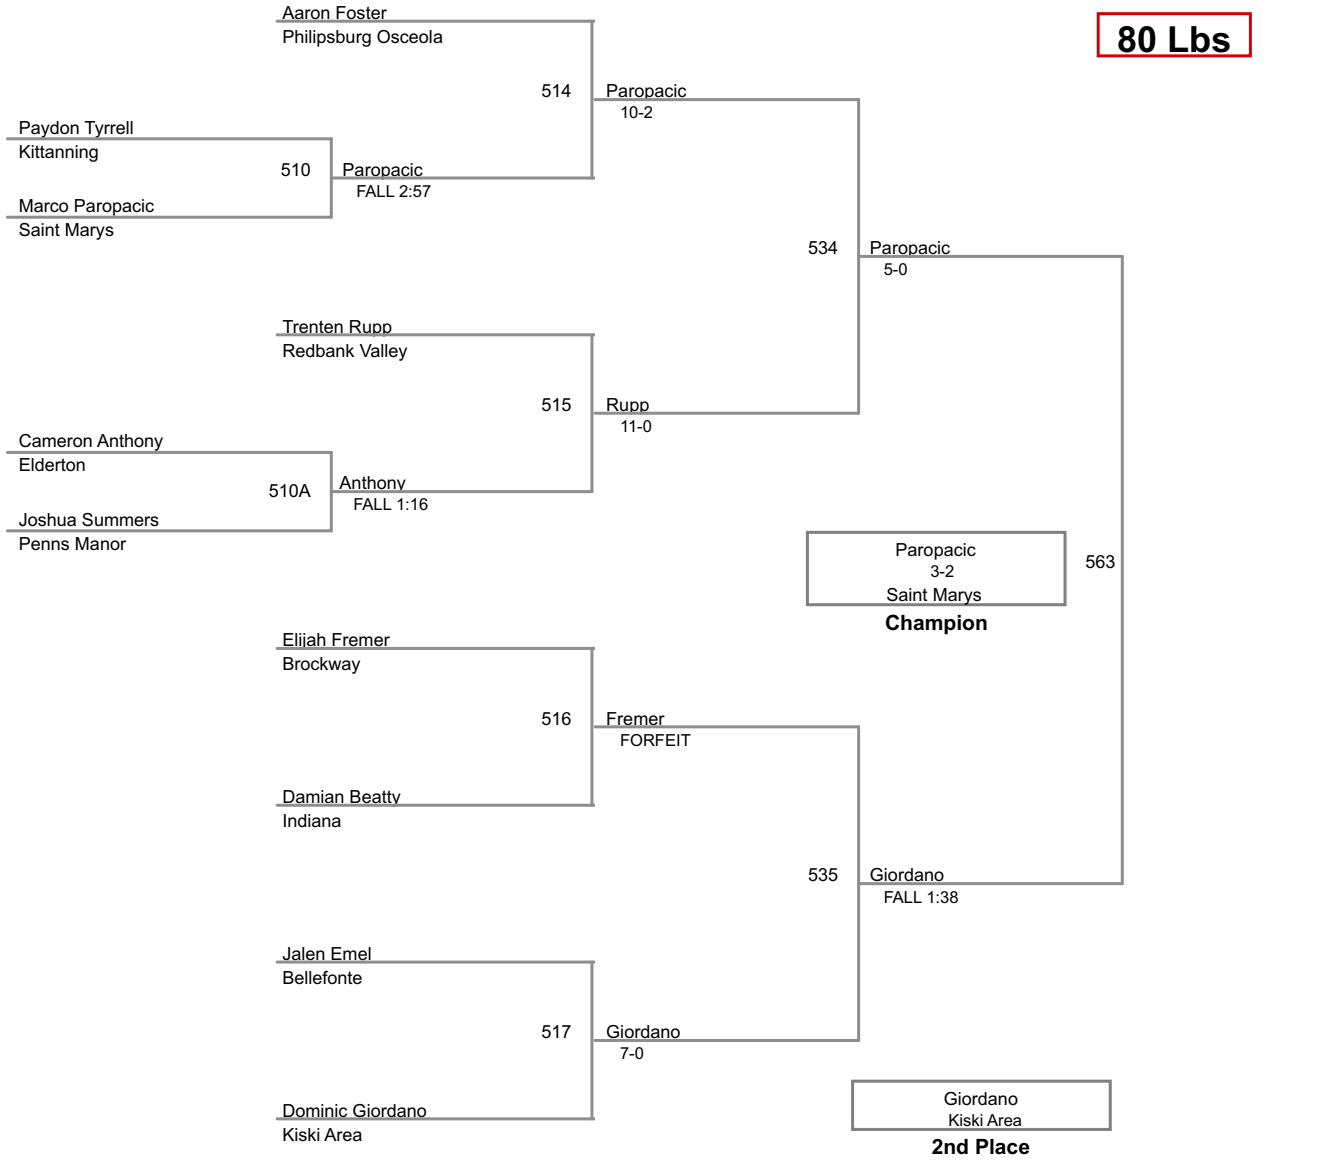 Aaron Foster
Philipsburg Osceola
80 Lbs
514
Paropacic
10-2
Paydon Tyrrell
Kittanning
510
Paropacic
FALL 2:57
Marco Paropacic
Saint Marys
534
Paropacic
5-0
Trenten Rupp
Redbank Valley
515
Rupp
11-0
Cameron Anthony
Elderton
510A
Anthony
FALL 1:16
Joshua Summers
Penns Manor
Paropacic
3-2
Saint Marys
Champion
563
Elijah Fremer
Brockway
516
Fremer
FORFEIT
Damian Beatty
Indiana
535
Giordano
FALL 1:38
Jalen Emel
Bellefonte
517
Giordano
7-0
Dominic Giordano
Kiski Area
Giordano
Kiski Area
2nd Place